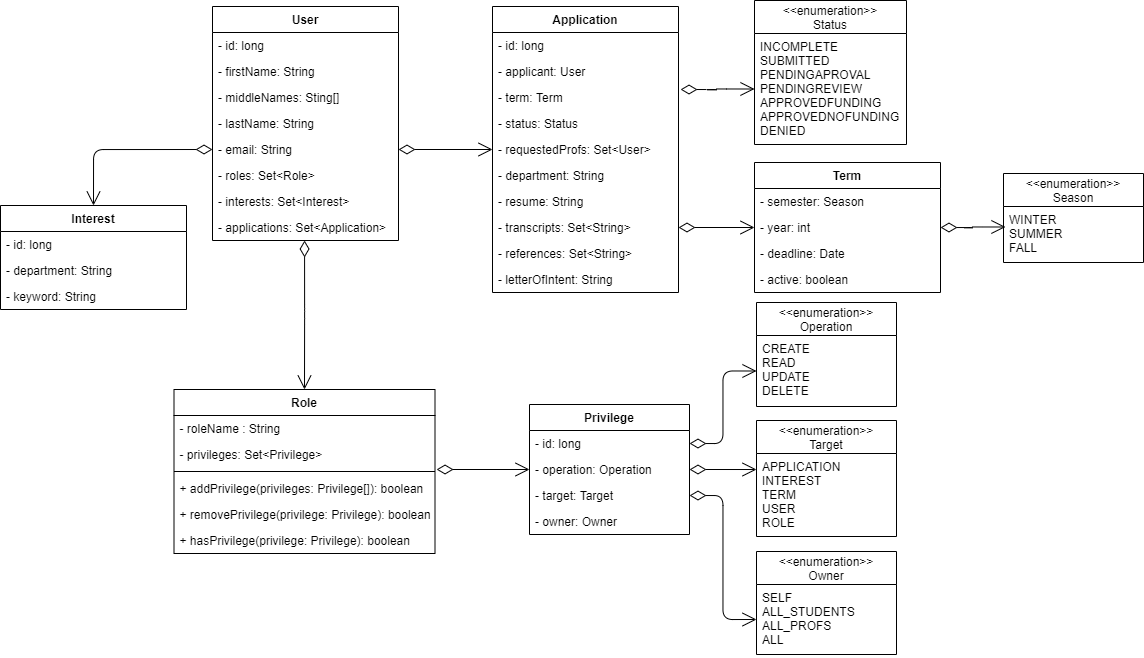 User
- id: long
- firstName: String
- middleNames: Sting[]
- lastName: String
- email: String
- roles: Set<Role>
- interests: Set<Interest>
- applications: Set<Application>
Application
- id: long
- applicant: User
- term: Term
- status: Status
- requestedProfs: Set<User>
- department: String
- resume: String
- transcripts: Set<String>
- references: Set<String>
- letterOfIntent: String
<<enumeration>>
Status
INCOMPLETE
SUBMITTED
PENDINGAPROVAL
PENDINGREVIEW
APPROVEDFUNDING
APPROVEDNOFUNDING
DENIED
Term
- semester: Season
- year: int
- deadline: Date
- active: boolean
<<enumeration>>
Season
WINTER
SUMMER
FALL
Interest
- id: long
- department: String
- keyword: String
Role
- roleName : String
- privileges: Set<Privilege>
+ addPrivilege(privileges: Privilege[]): boolean
+ removePrivilege(privilege: Privilege): boolean
+ hasPrivilege(privilege: Privilege): boolean
Privilege
- id: long
- operation: Operation
- target: Target
- owner: Owner
<<enumeration>>
Operation
CREATE
READ
UPDATE
DELETE
<<enumeration>>
Target
APPLICATION
INTEREST
TERM
USER
ROLE
<<enumeration>>
Owner
SELF
ALL_STUDENTS
ALL_PROFS
ALL